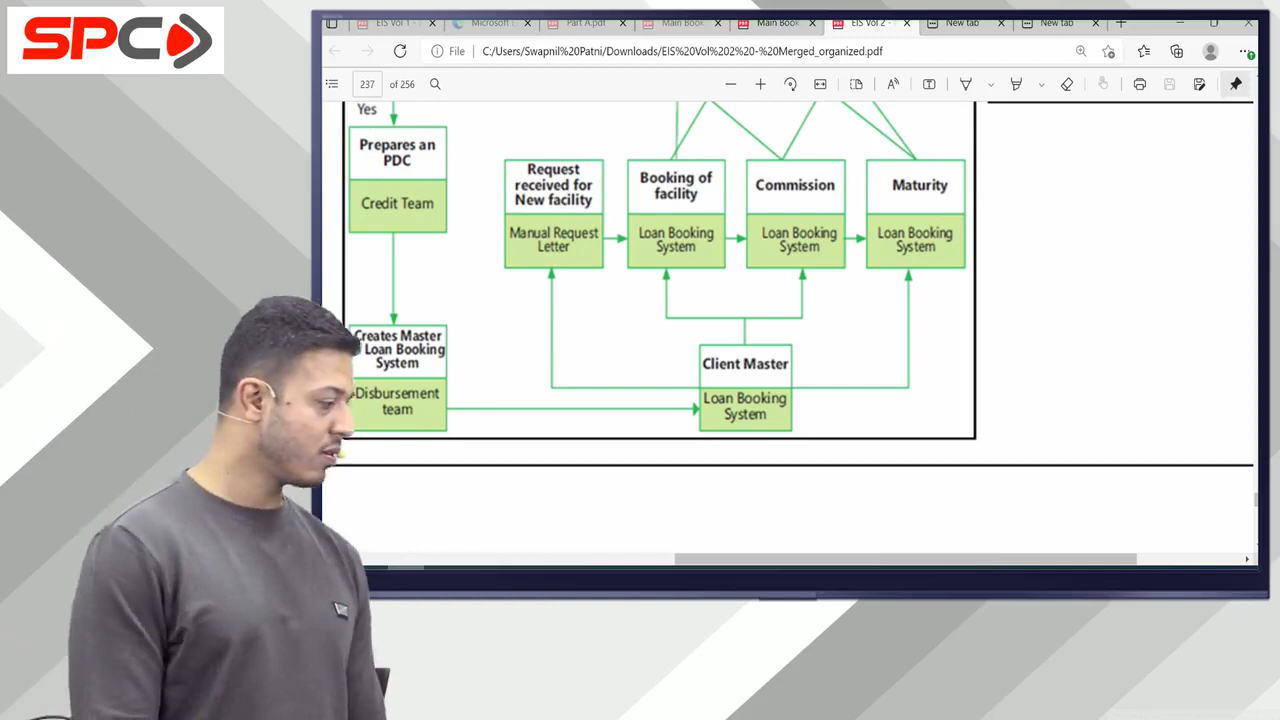 SPC
EIS Vol 1 -
Microsoft
Part A.pdf
Main Book
Main Book
EIS Vol 2 -
New tab
New tab
File
C:/Users/Swapnil%20Patni/Downloads/EIS%20Vol%202%20-%20Merged_organized.pdf
237 of 256
Yes
Prepares an
PDC
Credit Team
Request
received for
New facility
Manual Request
Letter
Booking of
facility
Loan Booking
System
Commission
Loan Booking
System
Maturity
Loan Booking
System
Creates Master
Loan Booking
System
Disbursement
team
Client Master
Loan Booking
System